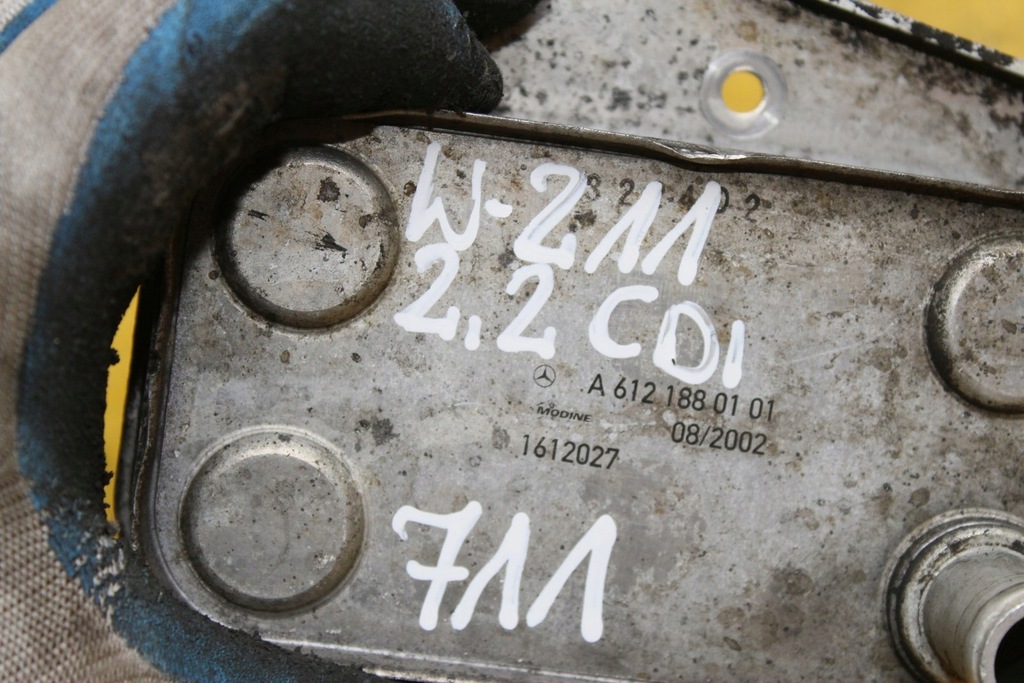 W-211
2,2 CDI
A 612 188 01 01
MODINE
08/2002
1612027
711